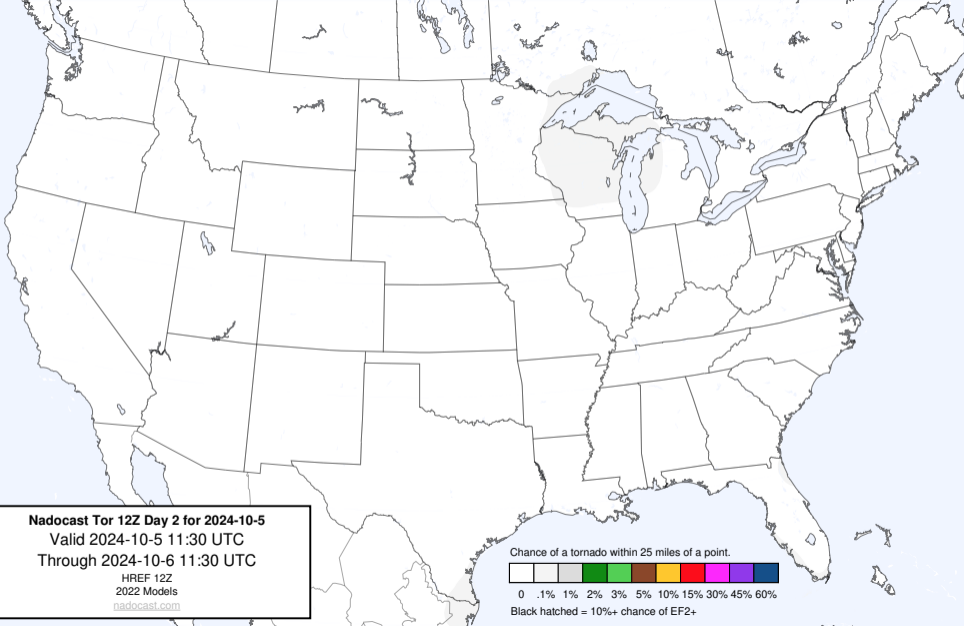 Nadocast Tor 12Z Day 2 for 2024-10-5
Valid 2024-10-5 11:30 UTC
Through 2024-10-6 11:30 UTC
HREF 12Z
2022 Models
nadocast.com
Chance of a tornado within 25 miles of a point.
0 .1% 1% 2% 3% 5% 10% 15% 30% 45% 60%
Black hatched = 10%+ chance of EF2+